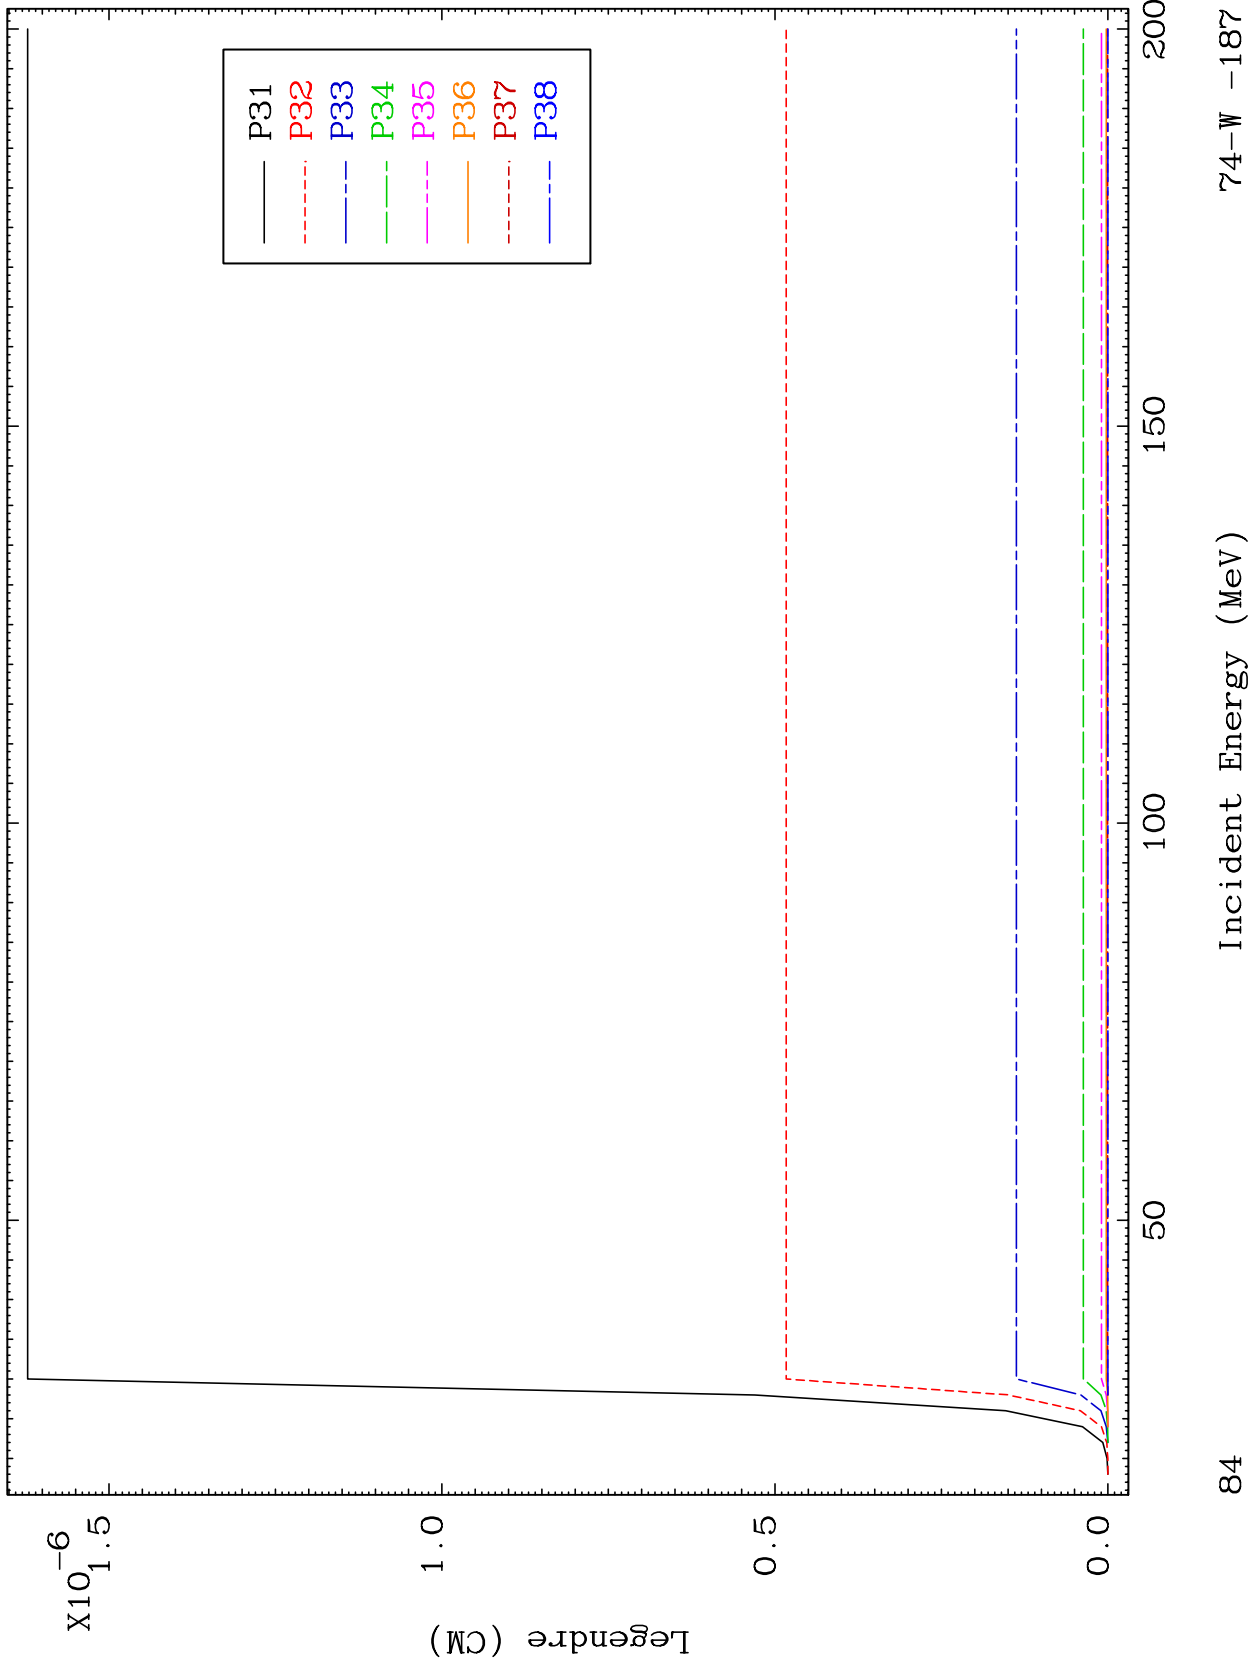 X10-6
1.5
1.0
0.5
0.0
Legendre (CM)
P31
P32
P33
P34
P35
P36
P37
P38
50
100
150
200
84
Incident Energy (MeV)
74-W -187